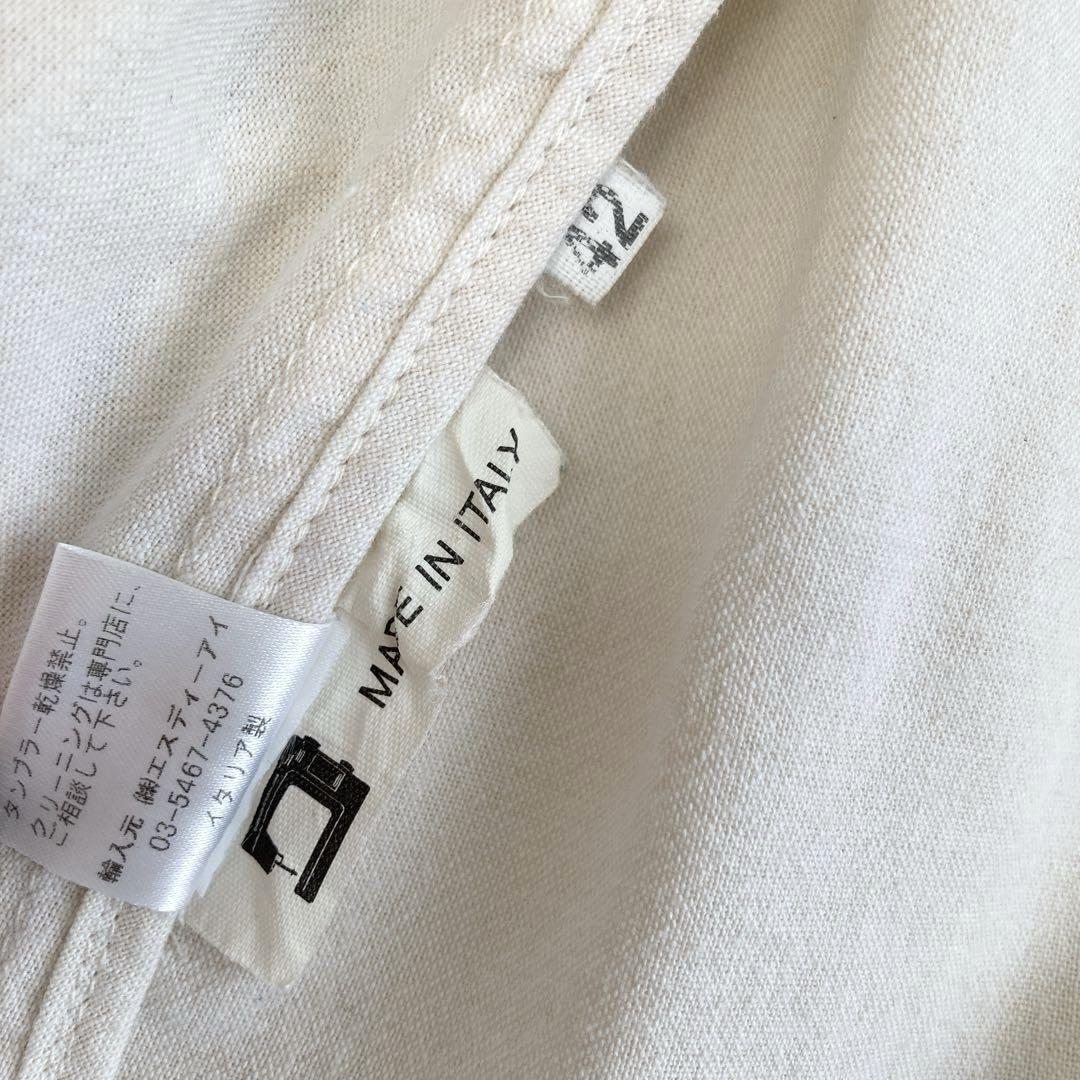 42
MADE IN ITALY
タンブラー乾燥禁止。
クリーニングは専門店に、
ご相談して下さい。
輸入元 (株)エスディーアイ
03-5467-4376
イタリア製